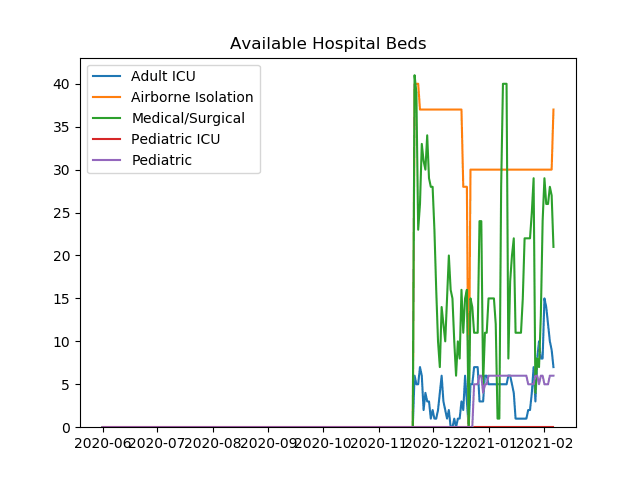 Available Hospital Beds
Adult ICU
Airborne Isolation
Medical/Surgical
Pediatric ICU
Pediatric
40
35
30
25
20
15
10
5
0
2020-06 2020-07 2020-08 2020-09 2020-10 2020-11 2020-12 2021-01 2021-02